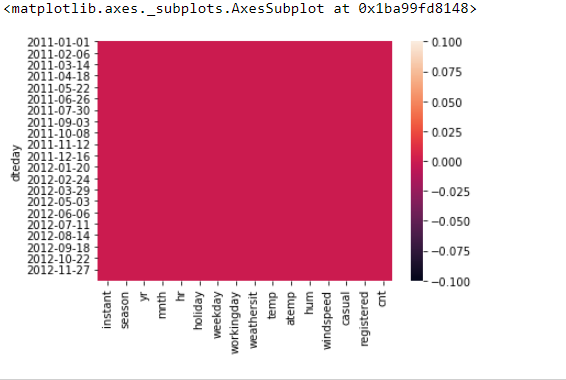 <matplotlib.axes._subplots.AxesSubplot at 0x1ba99fd8148>
dteday
2011-01-01
2011-02-06
2011-03-14
2011-04-18
2011-05-22
2011-06-26
2011-07-30
2011-09-03
2011-10-08
2011-11-12
2011-12-16
2012-01-20
2012-02-24
2012-03-29
2012-05-03
2012-06-06
2012-07-11
2012-08-14
2012-09-18
2012-10-22
2012-11-27
instant
season
yr
mnth
hr
holiday
weekday
workingday
weathersit
temp
atemp
hum
windspeed
casual
registered
cnt
0.100
0.075
0.050
0.025
0.000
−0.025
−0.050
−0.075
−0.100